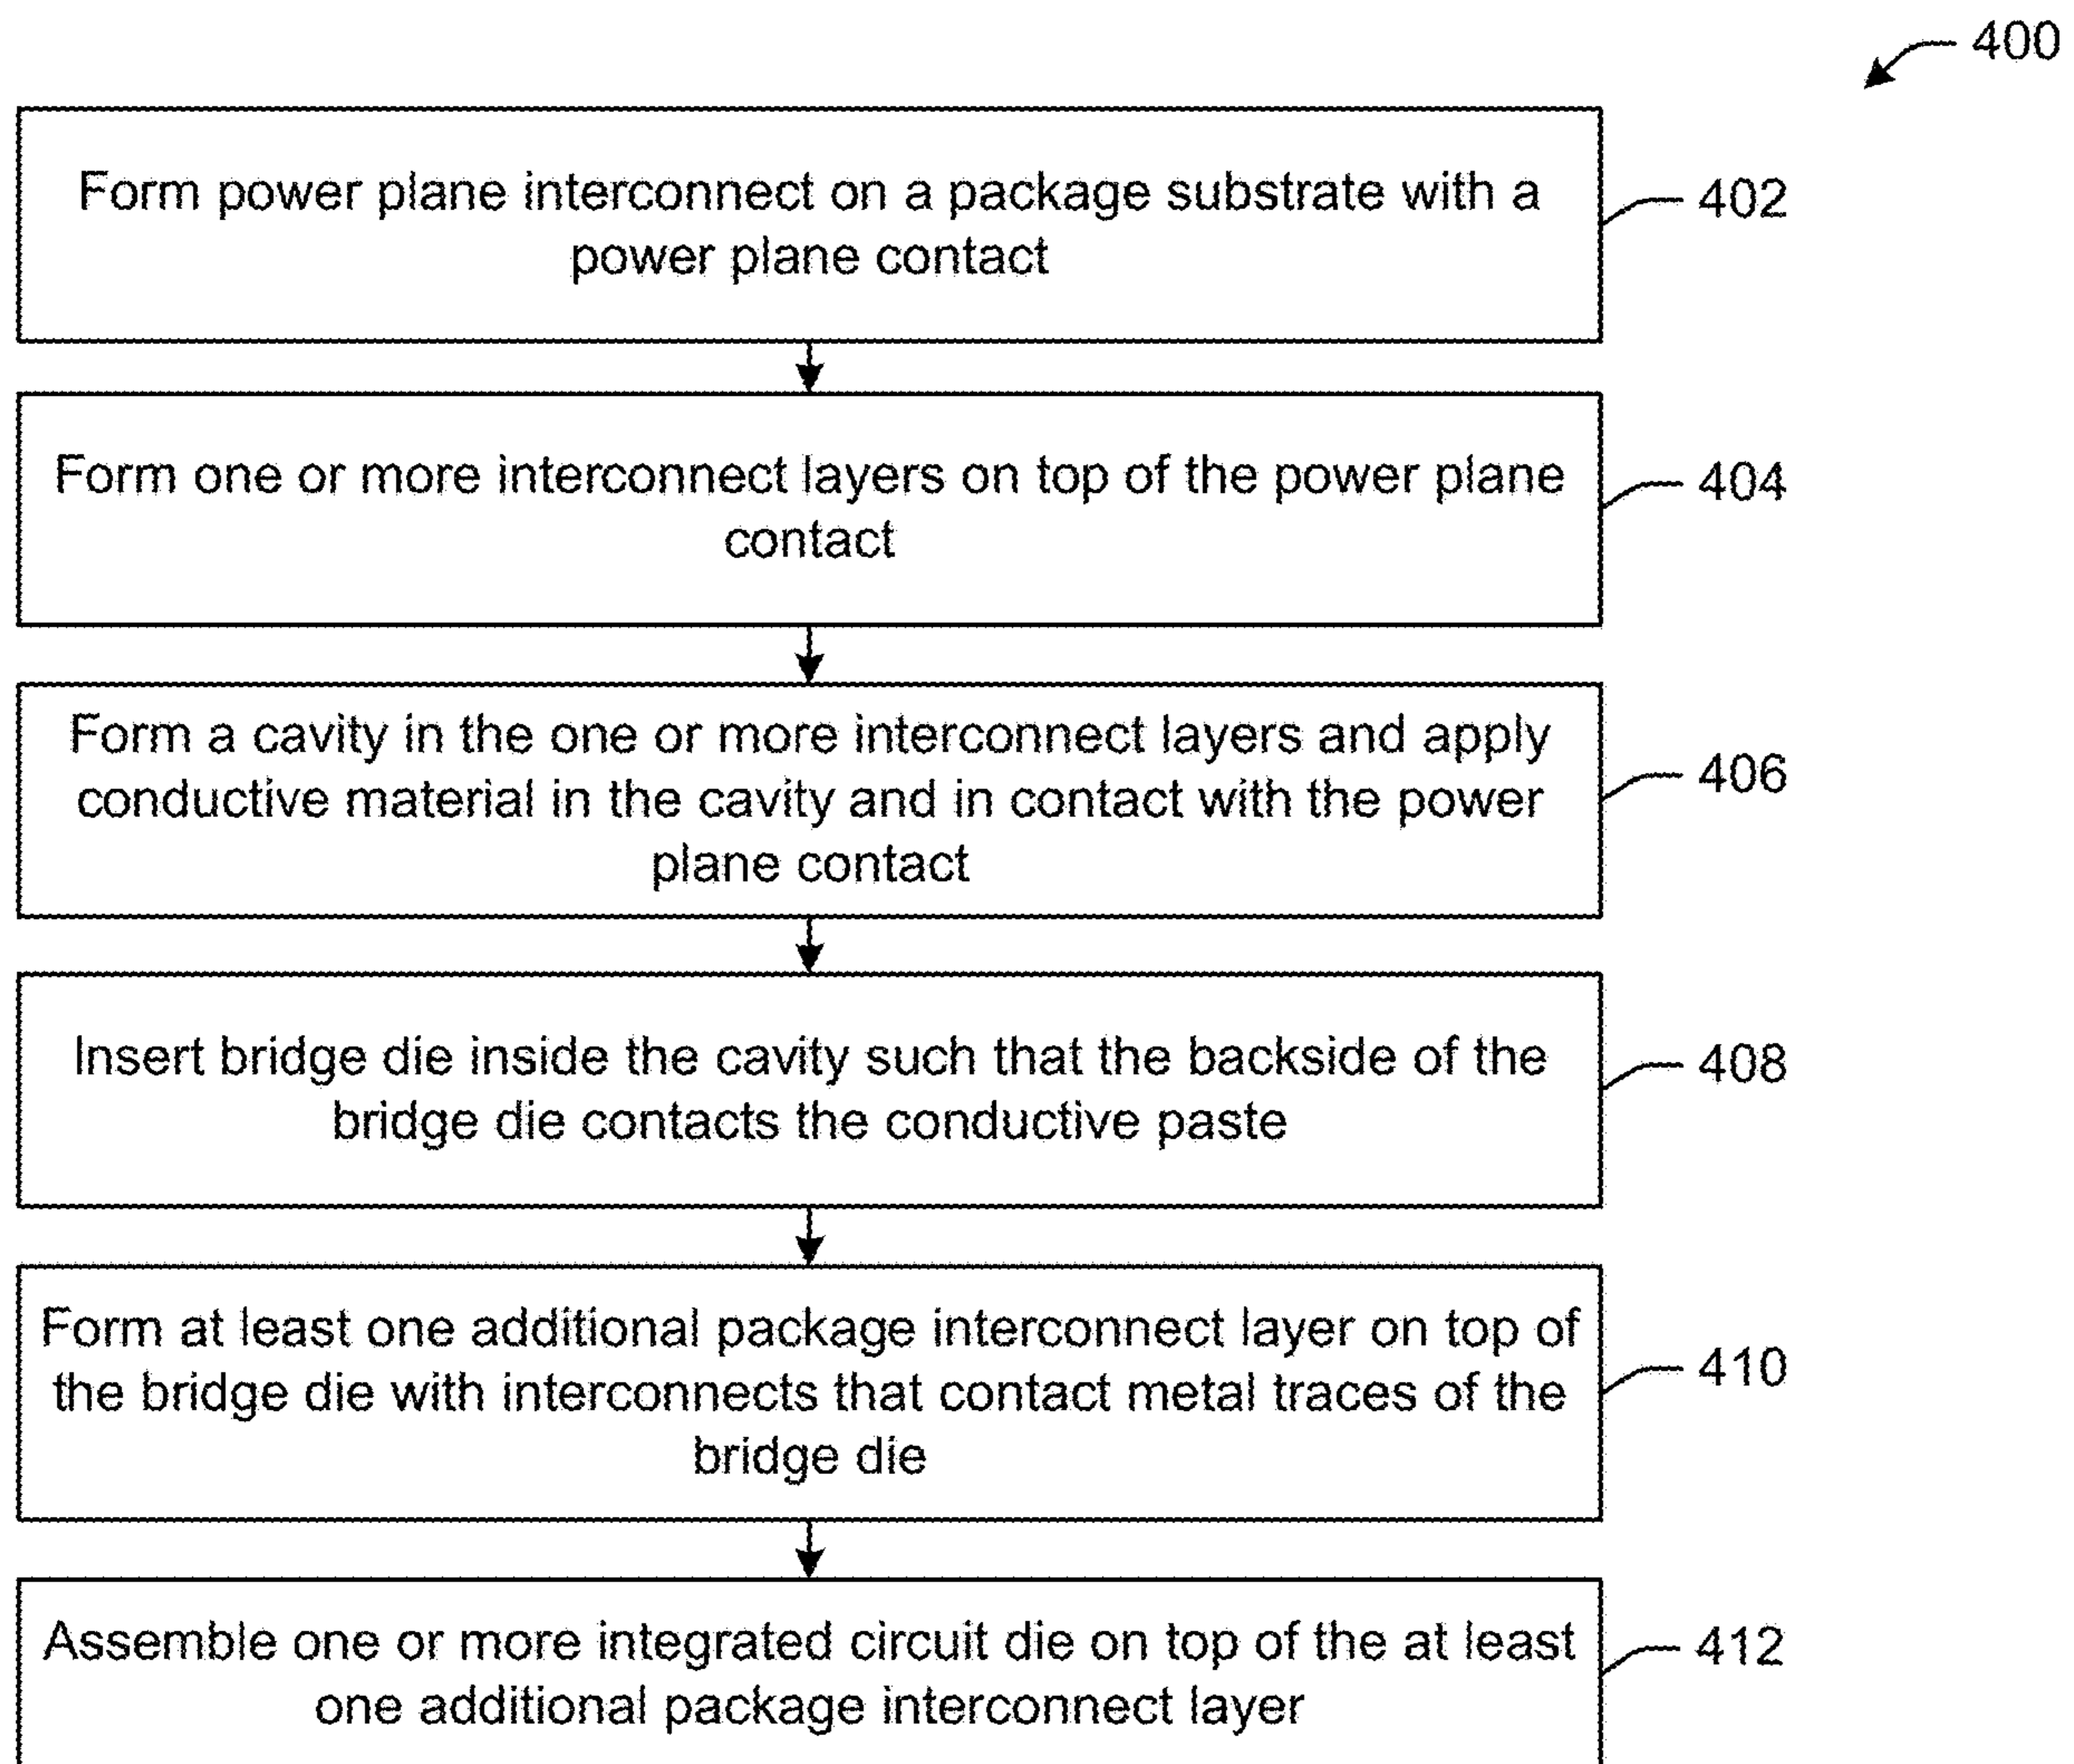 400
Form power plane interconnect on a package substrate with a
power plane contact
402
Form one or more interconnect layers on top of the power plane
contact
404
Form a cavity in the one or more interconnect layers and apply
conductive material in the cavity and in contact with the power
plane contact
406
Insert bridge die inside the cavity such that the backside of the
bridge die contacts the conductive paste
408
Form at least one additional package interconnect layer on top of
the bridge die with interconnects that contact metal traces of the
bridge die
410
Assemble one or more integrated circuit die on top of the at least
one additional package interconnect layer
412